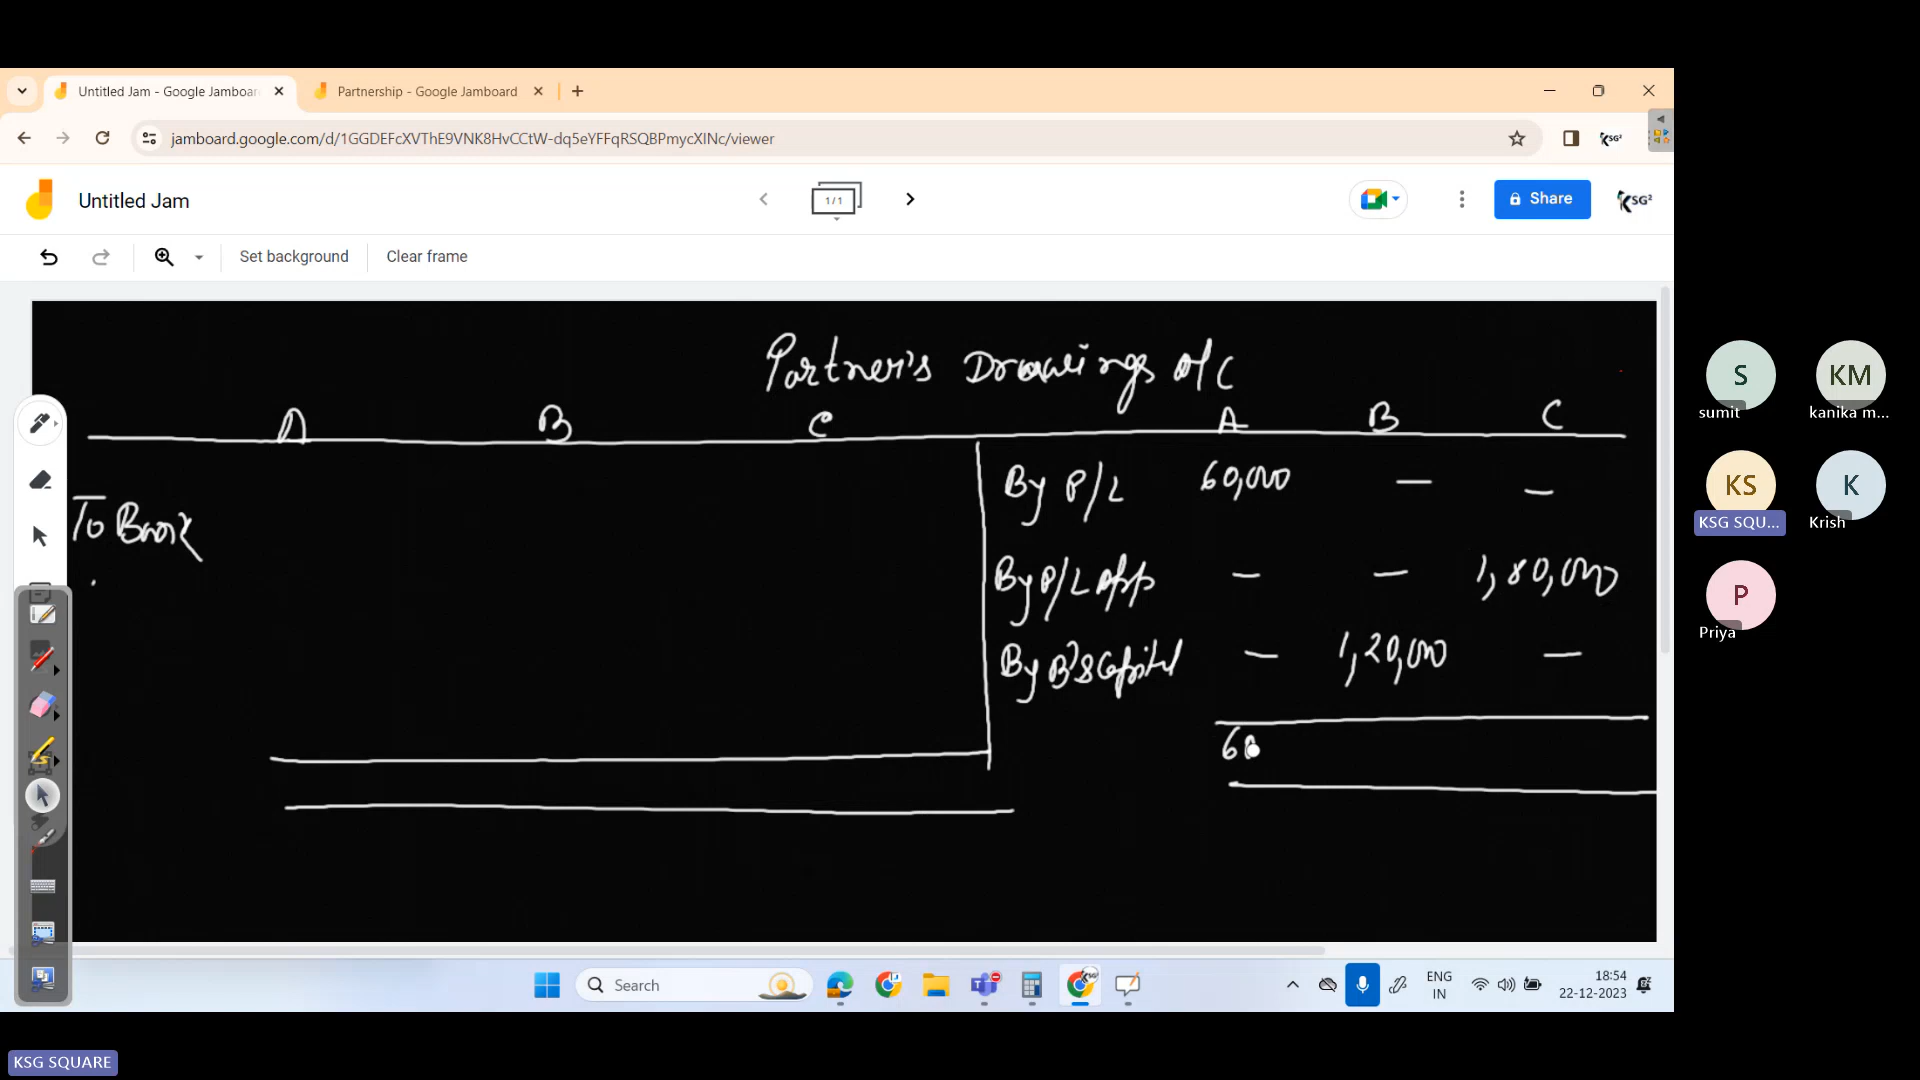 Untitled Jam - Google Jamboar
Partnership - Google Jamboard
jamboard.google.com/d/1GGDEFcXVThE9VNK8HvCCtW-dq5eYFFqRSQBPmycXINc/viewer
KSG²
Untitled Jam
1 / 1
Share
KSG²
Set background
Clear frame
Partner's Drawings A/C
A B C A B C
By P/L 60,000 — —
To Bank
By P/L App — — 1,80,000
By B's Capital — 1,20,000 —
60
S
sumit
KM
kanika m...
KS
KSG SQU...
K
Krish
P
Priya
Search
ENG
IN
18:54
22-12-2023
KSG SQUARE